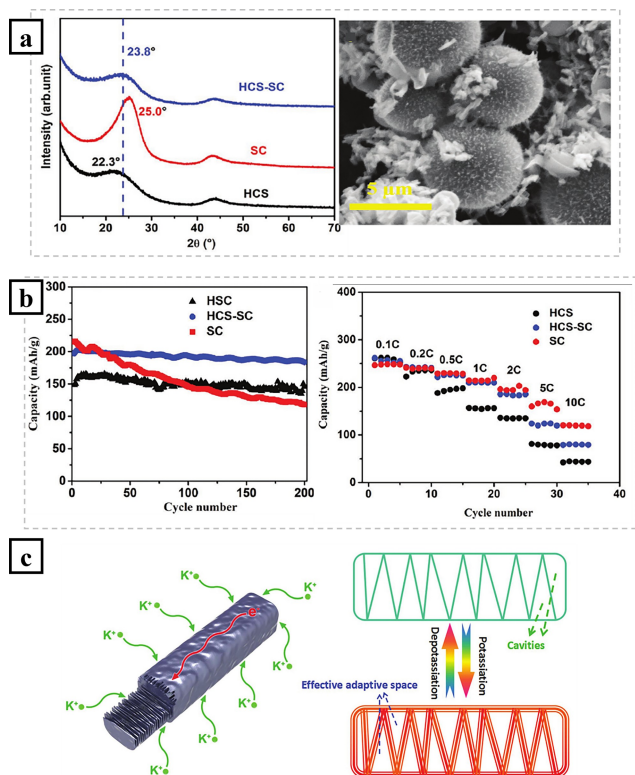 a
Intensity (arb.unit)
23.8°
HCS-SC
25.0°
SC
22.3°
HCS
10 20 30 40 50 60 70
2θ (°)
5 μm
b
Capacity (mAh/g)
300
250
200
150
100
50
0
HSC
HCS-SC
SC
0 50 100 150 200
Cycle number
Capacity (mAh/g)
400
300
200
100
0
HCS
HCS-SC
SC
0.1C
0.2C
0.5C
1C
2C
5C
10C
0 10 20 30 40
Cycle number
c
K⁺
K⁺
K⁺
K⁺
K⁺
K⁺
K⁺
K⁺
K⁺
K⁺
K⁺
e
Depotassiation
Potassiation
Cavities
Effective adaptive space